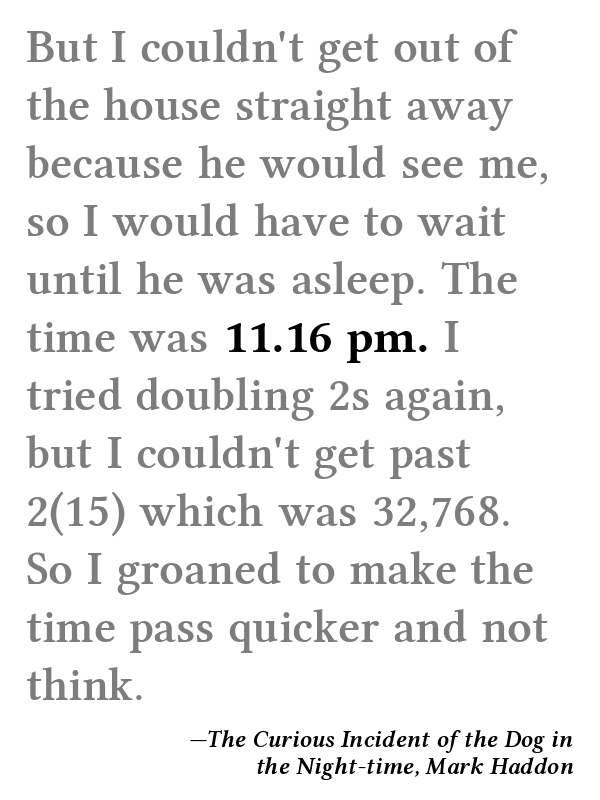 But I couldn't get out of
the house straight away
because he would see me,
so I would have to wait
until he was asleep. The
time was 11.16 pm. I
tried doubling 2s again,
but I couldn't get past
2(15) which was 32,768.
So I groaned to make the
time pass quicker and not
think.
—The Curious Incident of the Dog in
the Night-time, Mark Haddon